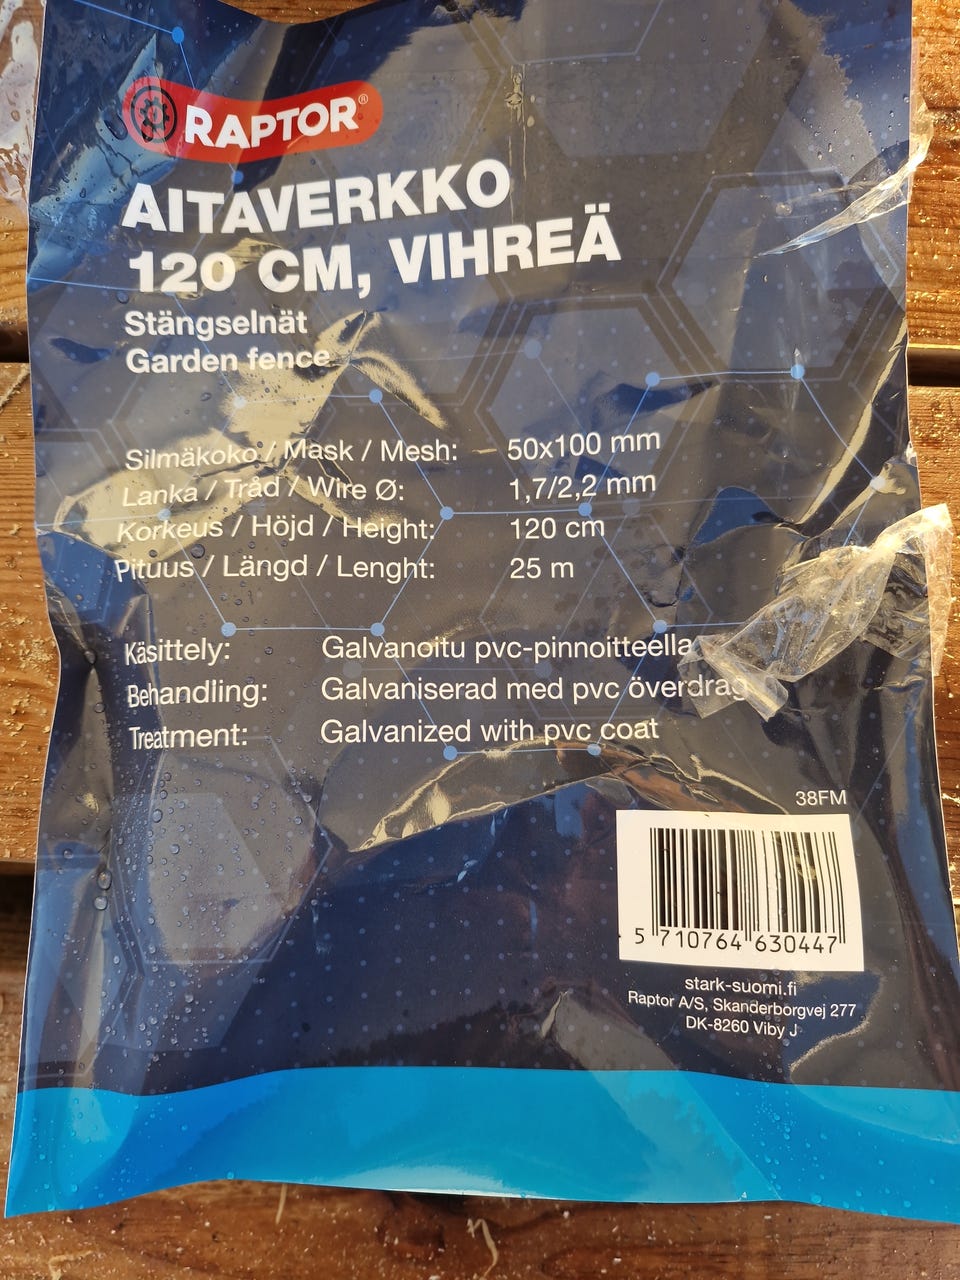 RAPTOR®
AITAVERKKO
120 CM, VIHREÄ
Stängselnät
Garden fence
Silmäkoko / Mask / Mesh: 50x100 mm
Lanka / Tråd / Wire Ø: 1,7/2,2 mm
Korkeus / Höjd / Height: 120 cm
Pituus / Längd / Lenght: 25 m
Käsittely: Galvanoitu pvc-pinnoitteella
Behandling: Galvaniserad med pvc överdrag
Treatment: Galvanized with pvc coat
38FM
5 710764 630447
stark-suomi.fi
Raptor A/S, Skanderborgvej 277
DK-8260 Viby J